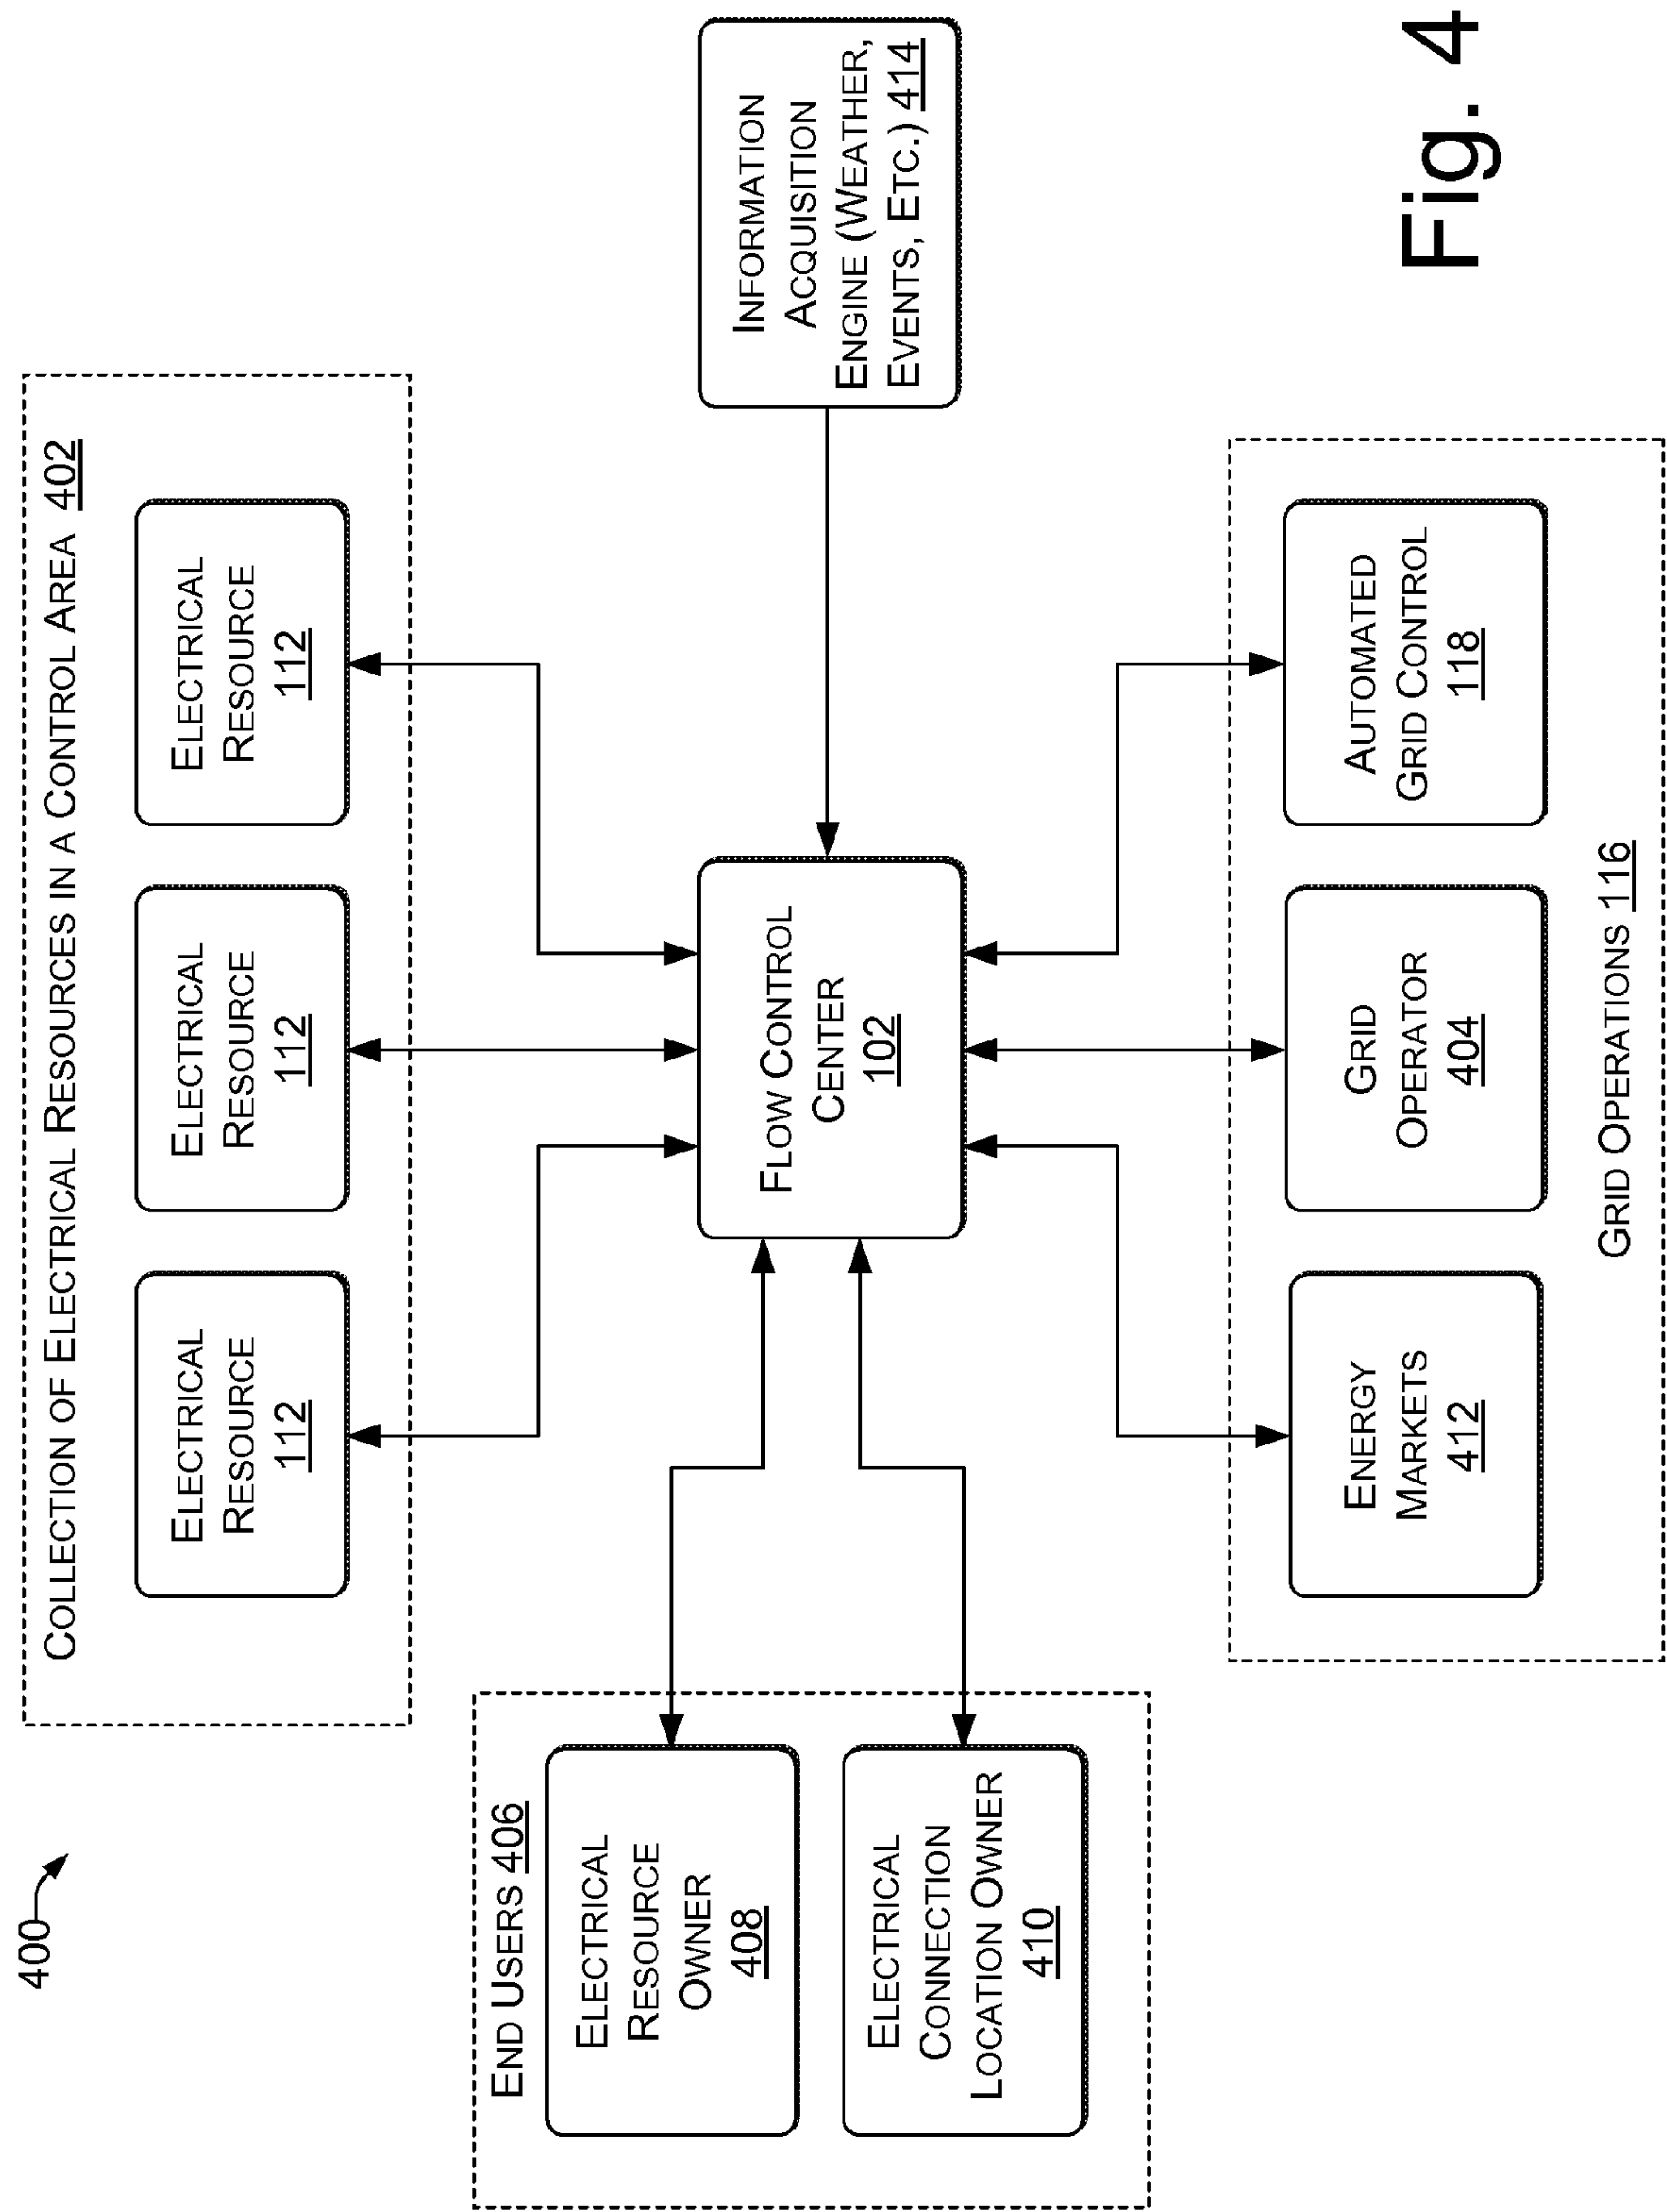 400
COLLECTION OF ELECTRICAL RESOURCES IN A CONTROL AREA 402
ELECTRICAL
RESOURCE
112
ELECTRICAL
RESOURCE
112
ELECTRICAL
RESOURCE
112
END USERS 406
ELECTRICAL
RESOURCE
OWNER
408
ELECTRICAL
CONNECTION
LOCATION OWNER
410
FLOW CONTROL
CENTER
102
INFORMATION
ACQUISITION
ENGINE (WEATHER,
EVENTS, ETC.) 414
ENERGY
MARKETS
412
GRID
OPERATOR
404
AUTOMATED
GRID CONTROL
118
GRID OPERATIONS 116
Fig. 4